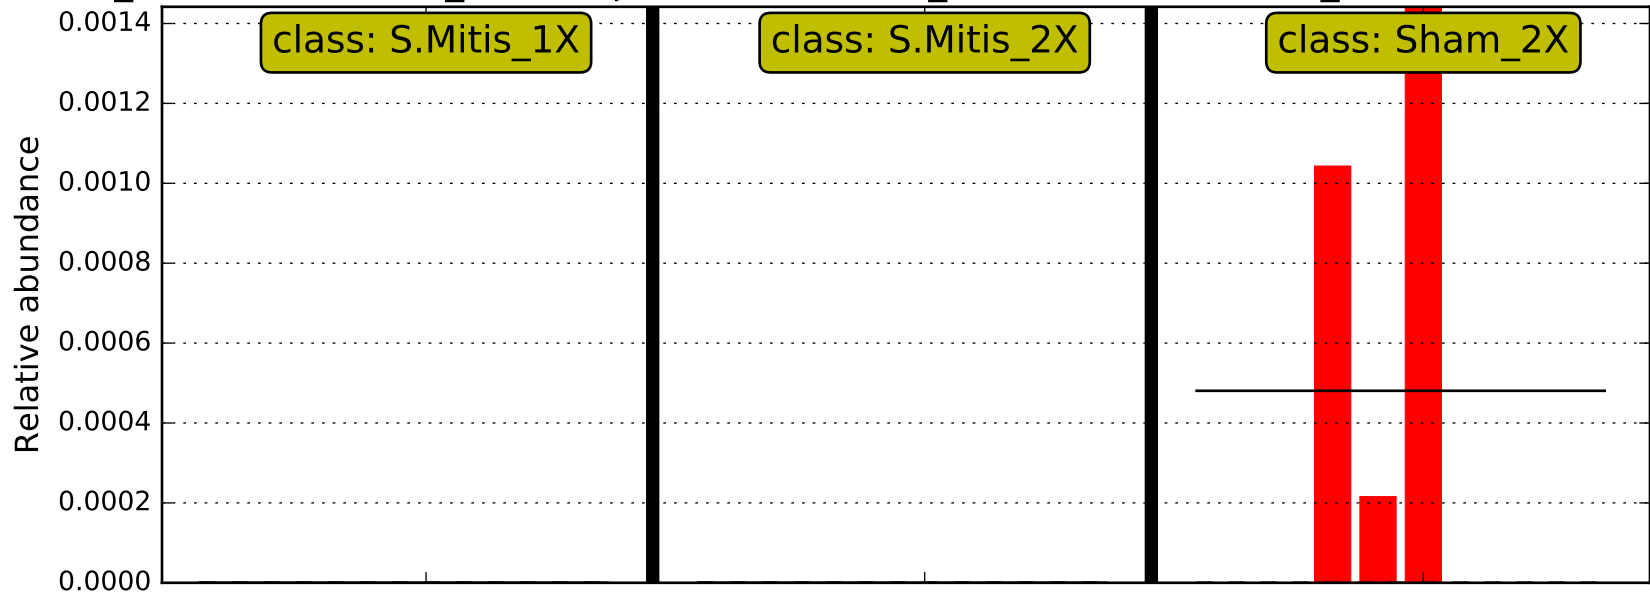 class: S.Mitis_1X
class: S.Mitis_2X
class: Sham_2X
Relative abundance
0.0014
0.0012
0.0010
0.0008
0.0006
0.0004
0.0002
0.0000